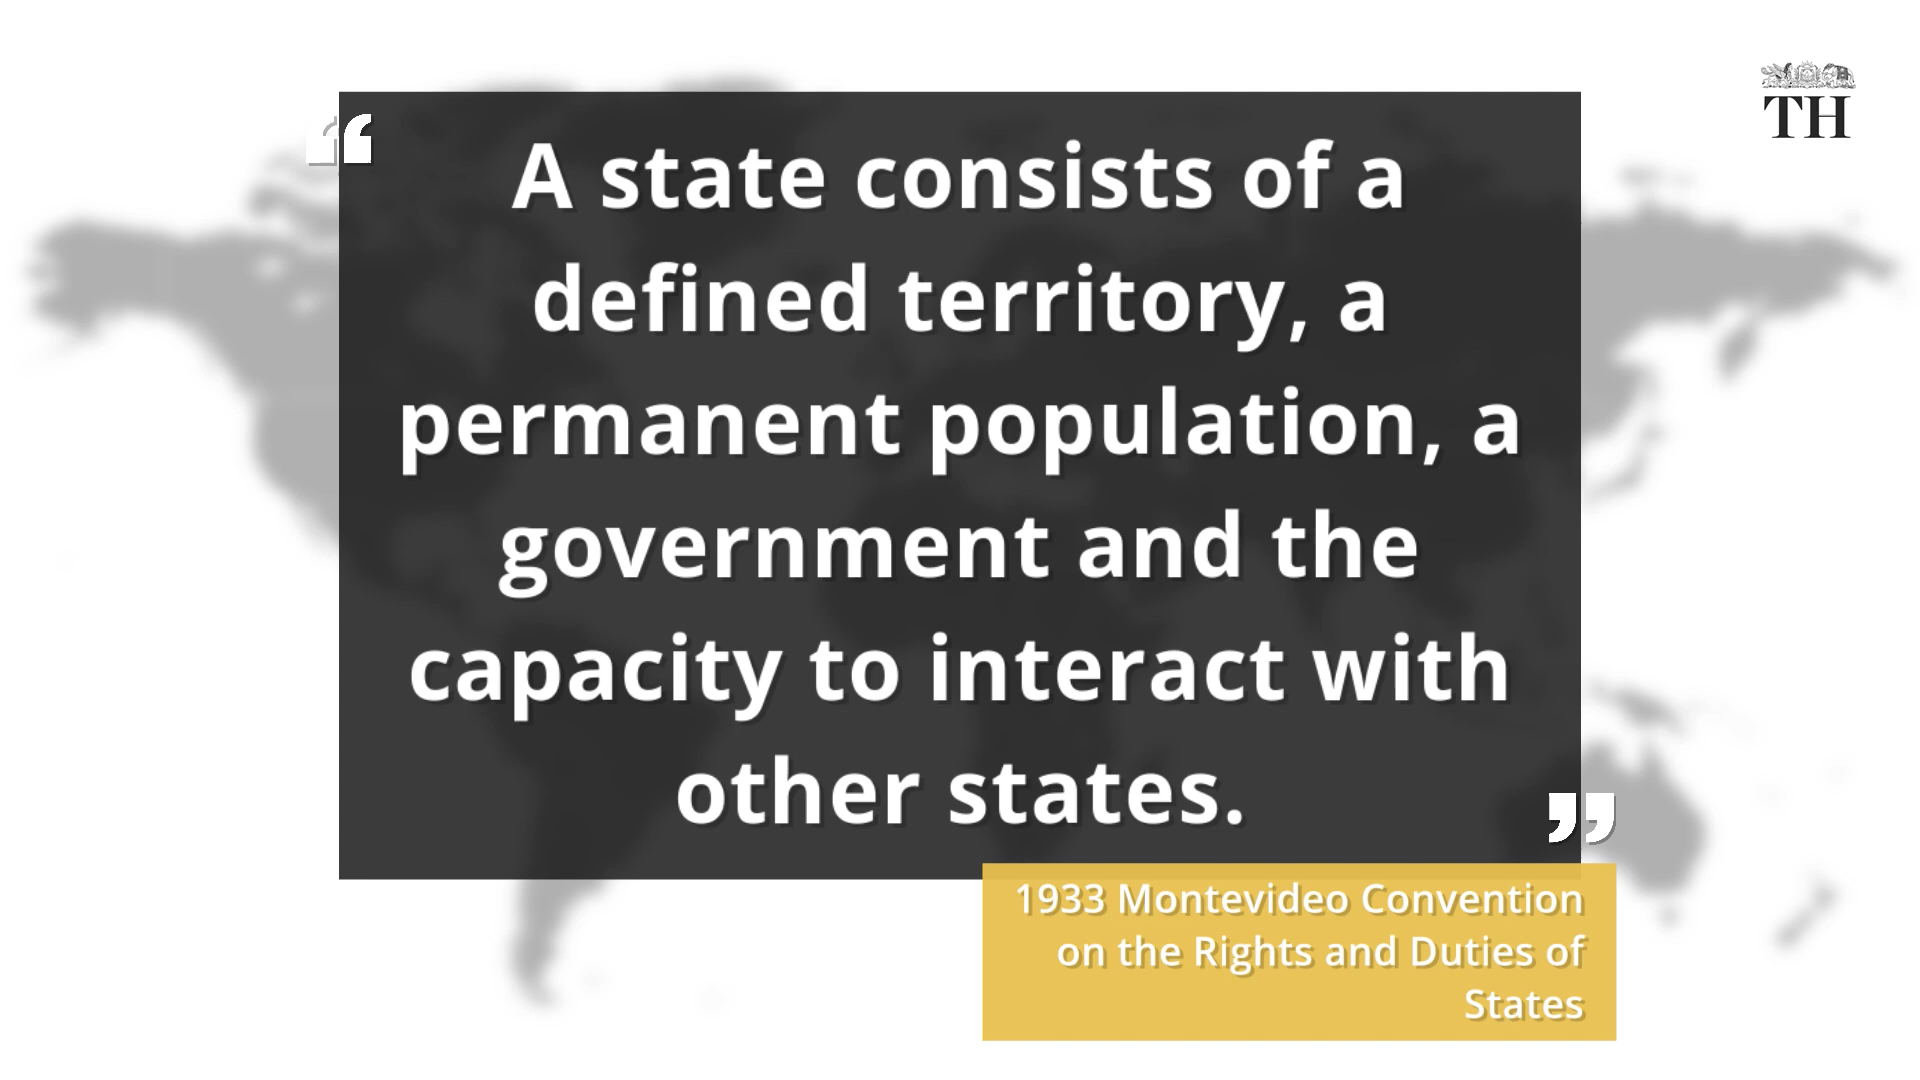 TH
“
A state consists of a
defined territory, a
permanent population, a
government and the
capacity to interact with
other states.
”
1933 Montevideo Convention
on the Rights and Duties of
States